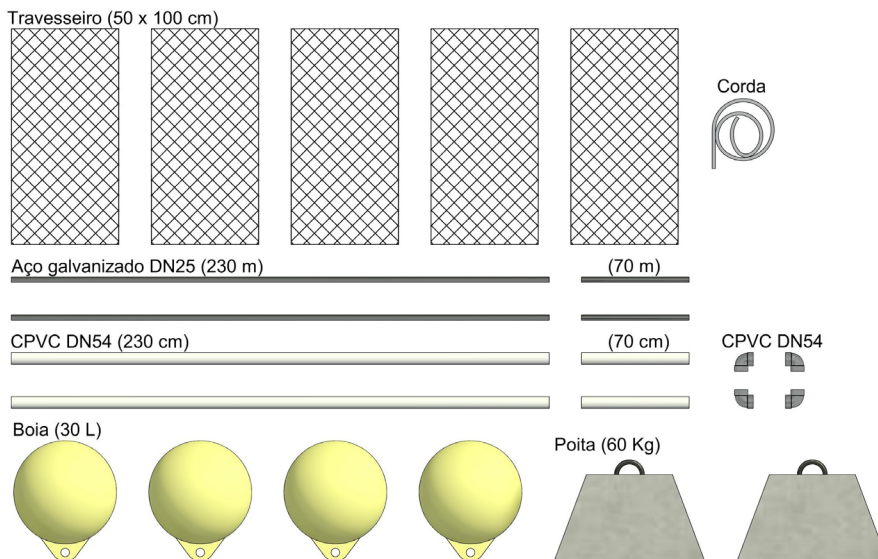 Travesseiro (50 x 100 cm)
Corda
Aço galvanizado DN25 (230 m)
(70 m)
CPVC DN54 (230 cm)
(70 cm)
CPVC DN54
Boia (30 L)
Poita (60 Kg)